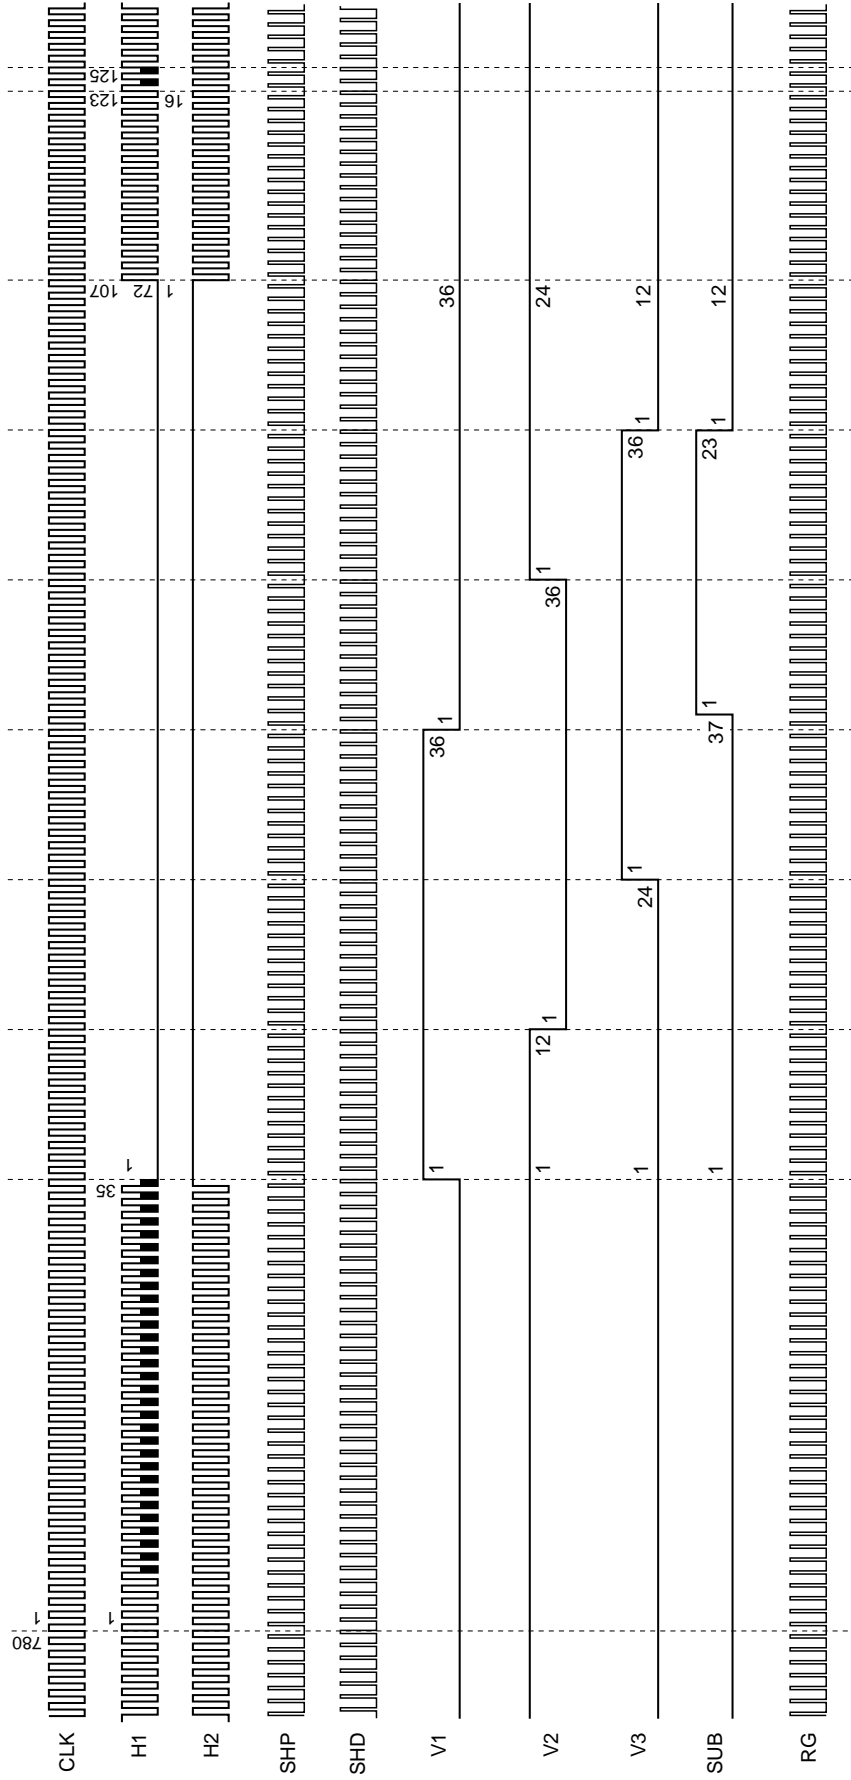 780 1
CLK
1 35 107 123 125
H1 1 72
1 16
H2
SHP
SHD
V1 1 36 1 36
V2 1 12 1 36 1 24
V3 1 24 1 36 1 12
SUB 1 37 1 23 1 12
RG